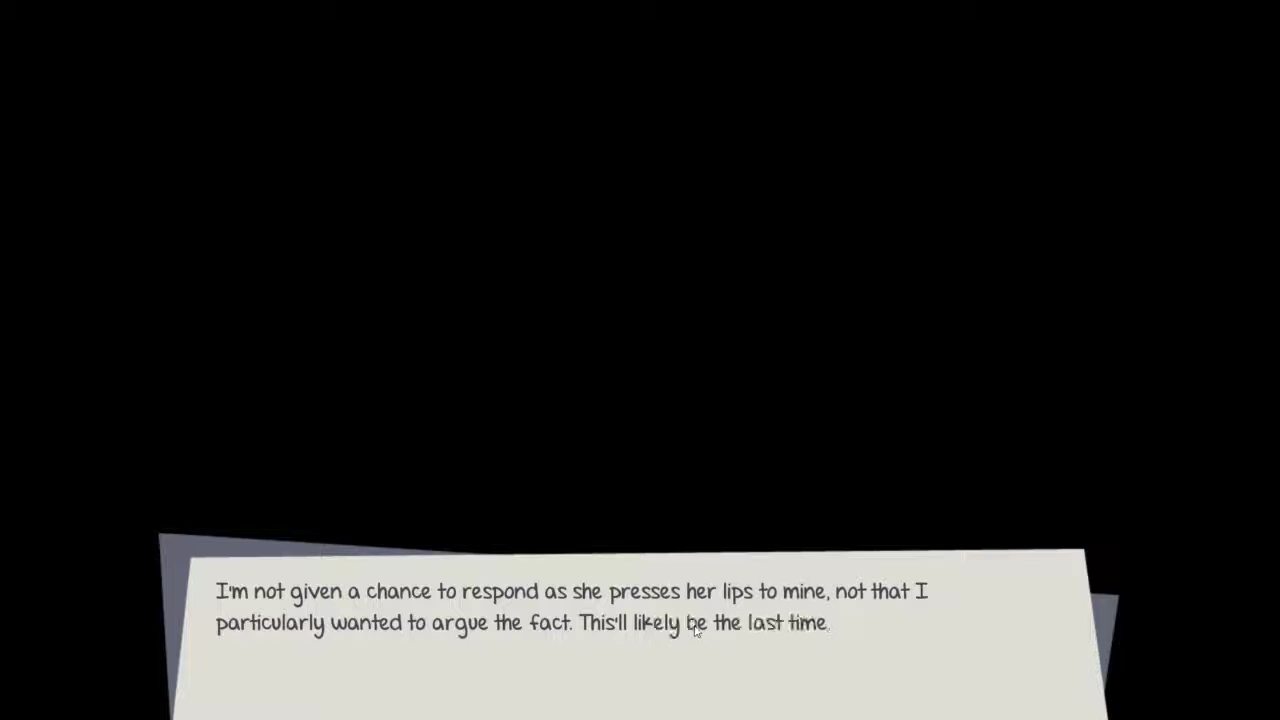 I'm not given a chance to respond as she presses her lips to mine, not that I
particularly wanted to argue the fact. This'll likely be the last time.